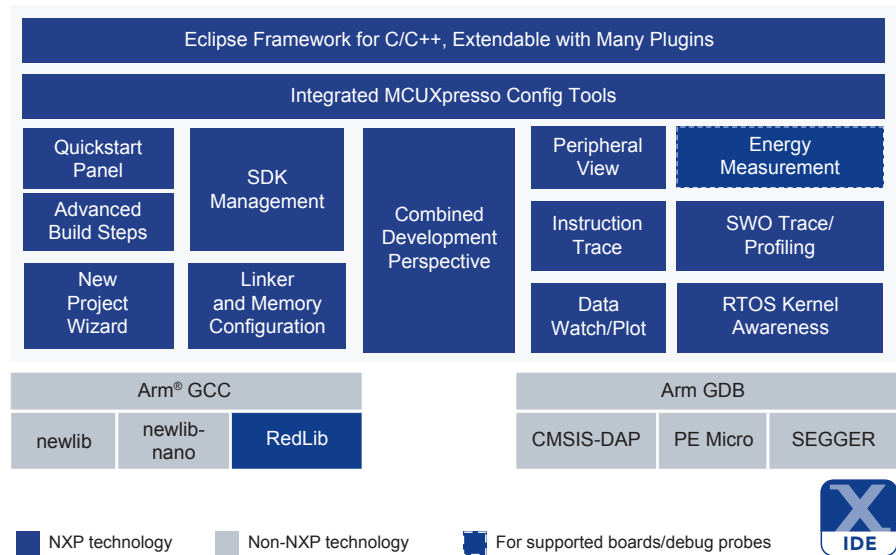 Eclipse Framework for C/C++, Extendable with Many Plugins
Integrated MCUXpresso Config Tools
Quickstart
Panel
Advanced
Build Steps
New
Project
Wizard
SDK
Management
Linker
and Memory
Configuration
Combined
Development
Perspective
Peripheral
View
Energy
Measurement
Instruction
Trace
SWO Trace/
Profiling
Data
Watch/Plot
RTOS Kernel
Awareness
Arm® GCC
newlib
newlib-
nano
RedLib
Arm GDB
CMSIS-DAP
PE Micro
SEGGER
NXP technology
Non-NXP technology
For supported boards/debug probes
X
IDE